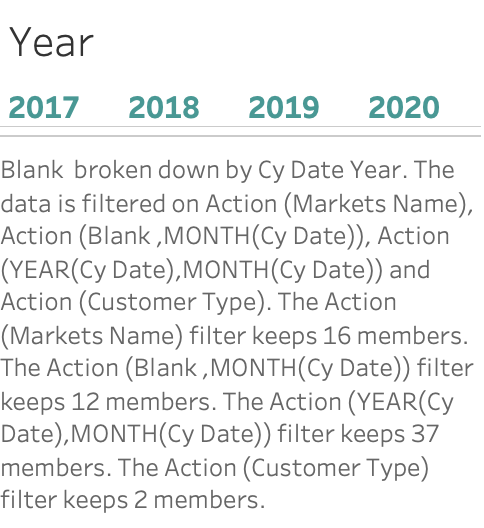 Year
2017 2018 2019 2020
Blank  broken down by Cy Date Year. The
data is filtered on Action (Markets Name),
Action (Blank ,MONTH(Cy Date)), Action
(YEAR(Cy Date),MONTH(Cy Date)) and
Action (Customer Type). The Action
(Markets Name) filter keeps 16 members.
The Action (Blank ,MONTH(Cy Date)) filter
keeps 12 members. The Action (YEAR(Cy
Date),MONTH(Cy Date)) filter keeps 37
members. The Action (Customer Type)
filter keeps 2 members.